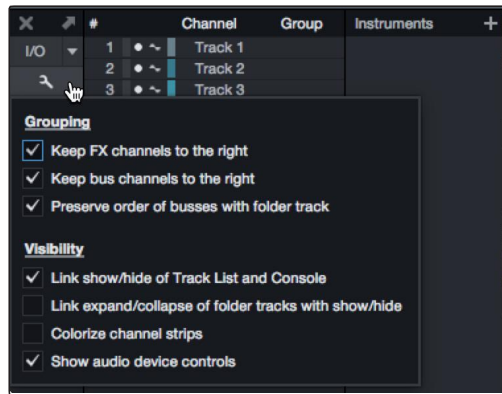 # Channel Group Instruments +
I/O 1 Track 1
2 Track 2
3 Track 3
Grouping
Keep FX channels to the right
Keep bus channels to the right
Preserve order of busses with folder track
Visibility
Link show/hide of Track List and Console
Link expand/collapse of folder tracks with show/hide
Colorize channel strips
Show audio device controls